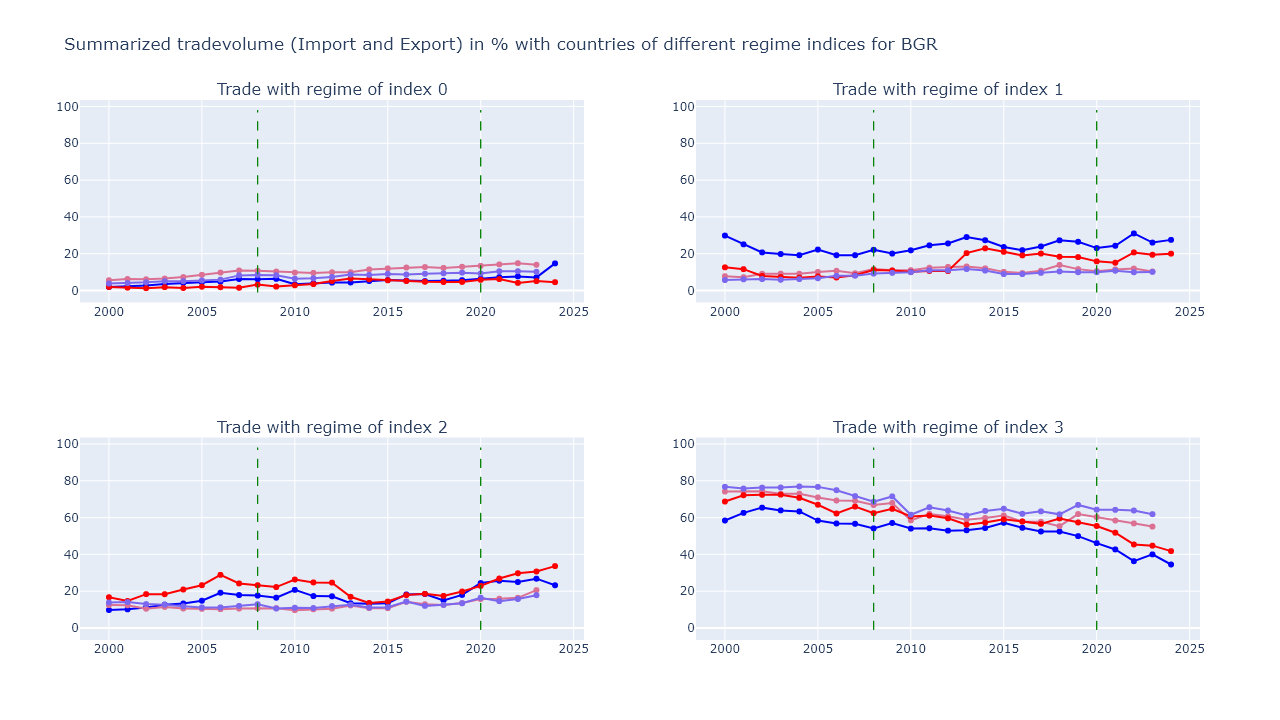 Summarized tradevolume (Import and Export) in % with countries of different regime indices for BGR
Trade with regime of index 0
100
80
60
40
20
0
2000 2005 2010 2015 2020 2025
Trade with regime of index 1
100
80
60
40
20
0
2000 2005 2010 2015 2020 2025
Trade with regime of index 2
100
80
60
40
20
0
2000 2005 2010 2015 2020 2025
Trade with regime of index 3
100
80
60
40
20
0
2000 2005 2010 2015 2020 2025